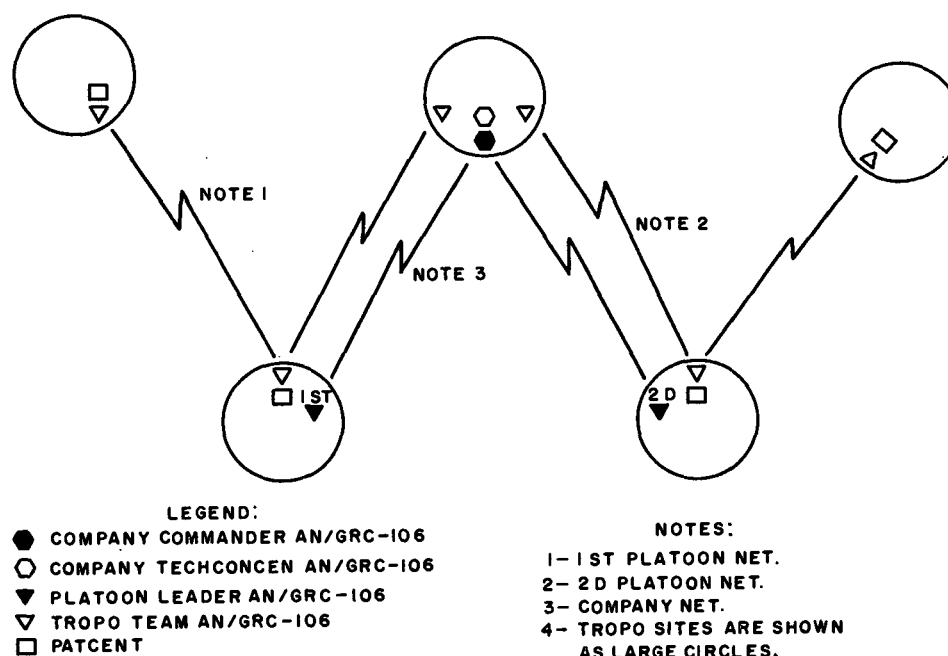 NOTE 1
NOTE 2
NOTE 3
1ST
2D
LEGEND:
COMPANY COMMANDER AN/GRC-106
COMPANY TECHCONCEN AN/GRC-106
PLATOON LEADER AN/GRC-106
TROPO TEAM AN/GRC-106
PATCENT
NOTES:
1- 1ST PLATOON NET.
2- 2D PLATOON NET.
3- COMPANY NET.
4- TROPO SITES ARE SHOWN
AS LARGE CIRCLES.